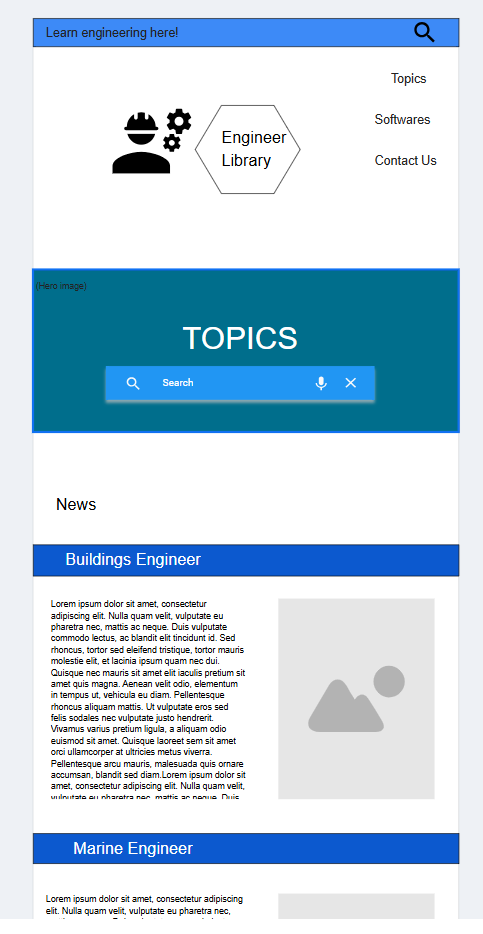 Learn engineering here!
Topics
Engineer
Library
Softwares
Contact Us
(Hero image)
TOPICS
Search
News
Buildings Engineer
Lorem ipsum dolor sit amet, consectetur
adipiscing elit. Nulla quam velit, vulputate eu
pharetra nec, mattis ac neque. Duis vulputate
commodo lectus, ac blandit elit tincidunt id. Sed
rhoncus, tortor sed eleifend tristique, tortor mauris
molestie elit, et lacinia ipsum quam nec dui.
Quisque nec mauris sit amet elit iaculis pretium sit
amet quis magna. Aenean velit odio, elementum
in tempus ut, vehicula eu diam. Pellentesque
rhoncus aliquam mattis. Ut vulputate eros sed
felis sodales nec vulputate justo hendrerit.
Vivamus varius pretium ligula, a aliquam odio
euismod sit amet. Quisque laoreet sem sit amet
orci ullamcorper at ultricies metus viverra.
Pellentesque arcu mauris, malesuada quis ornare
accumsan, blandit sed diam.Lorem ipsum dolor sit
amet, consectetur adipiscing elit. Nulla quam velit,
vulputate eu pharetra nec, mattis ac neque. Duis
Marine Engineer
Lorem ipsum dolor sit amet, consectetur adipiscing
elit. Nulla quam velit, vulputate eu pharetra nec,